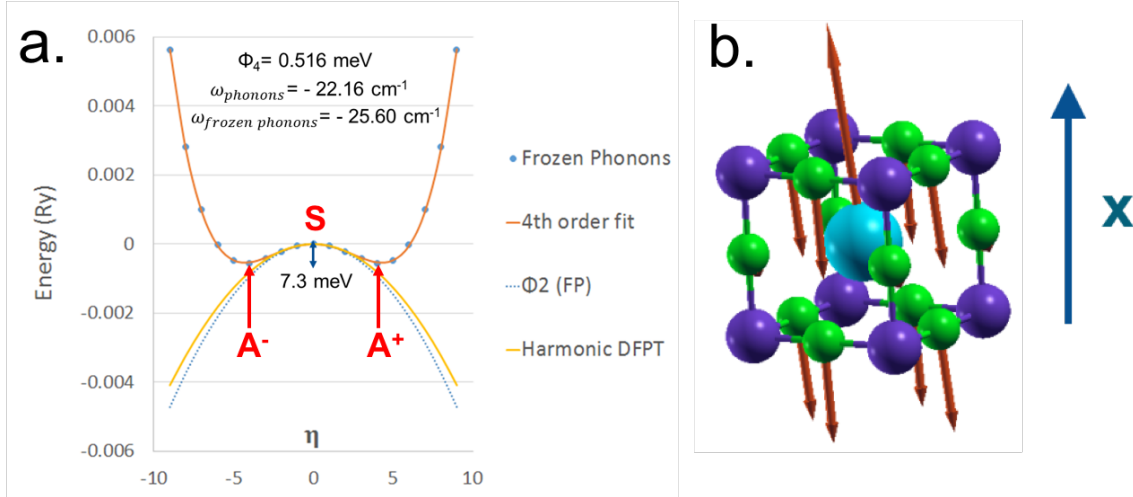 a.
0.006
0.004
0.002
0
-0.002
-0.004
-0.006
Energy (Ry)
Φ₄= 0.516 meV
ω_phonons = - 22.16 cm⁻¹
ω_frozen phonons = - 25.60 cm⁻¹
S
7.3 meV
A⁻
A⁺
η
-10
-5
0
5
10
Frozen Phonons
4th order fit
Φ2 (FP)
Harmonic DFPT
b.
x